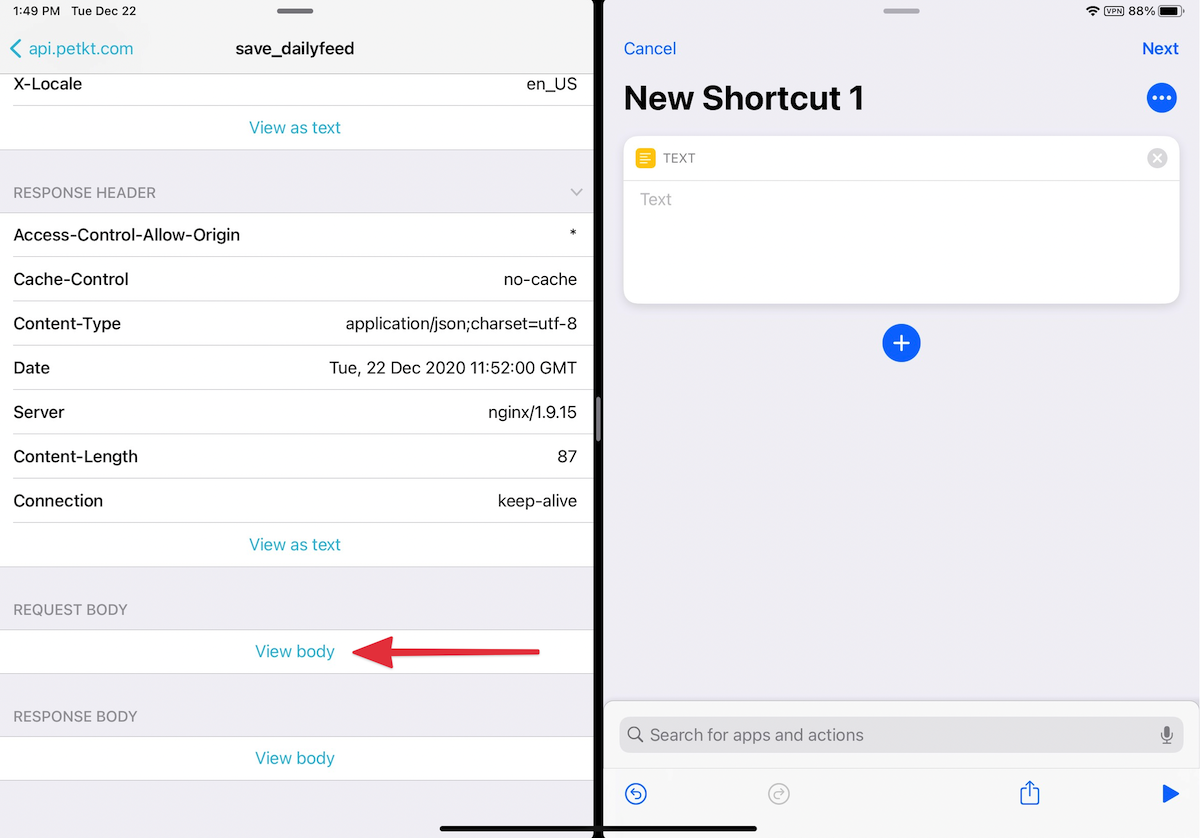 1:49 PM Tue Dec 22
api.petkt.com save_dailyfeed
X-Locale en_US
View as text
RESPONSE HEADER
Access-Control-Allow-Origin *
Cache-Control no-cache
Content-Type application/json;charset=utf-8
Date Tue, 22 Dec 2020 11:52:00 GMT
Server nginx/1.9.15
Content-Length 87
Connection keep-alive
View as text
REQUEST BODY
View body
RESPONSE BODY
View body
VPN 88%
Cancel Next
New Shortcut 1
TEXT
Text
Search for apps and actions